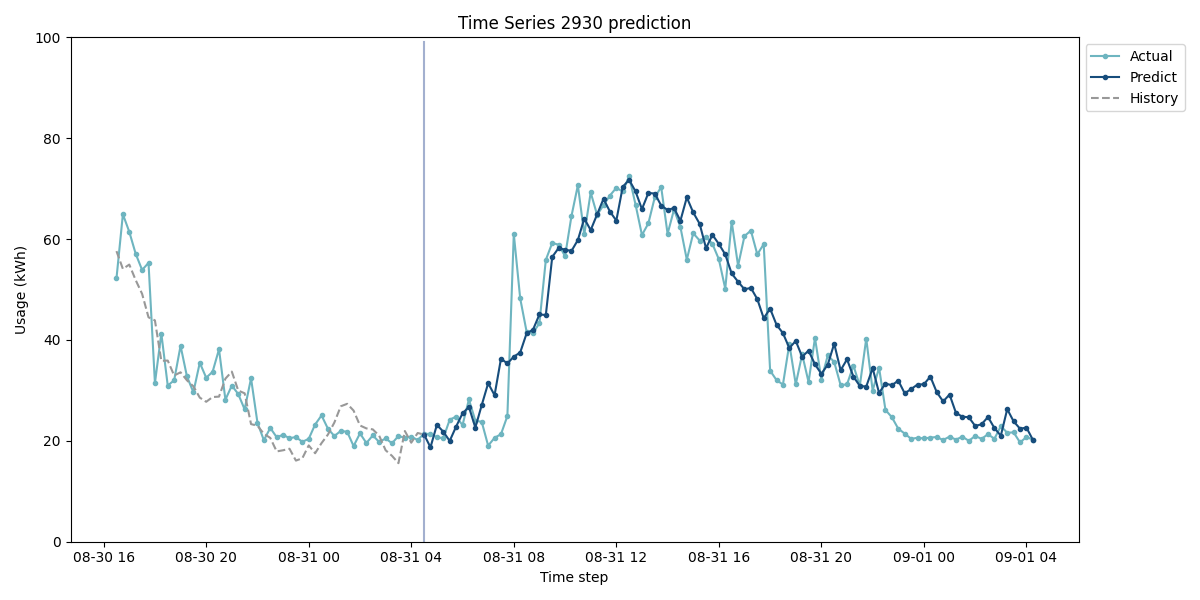 Time Series 2930 prediction
100
80
60
40
20
0
Usage (kWh)
08-30 16
08-30 20
08-31 00
08-31 04
08-31 08
08-31 12
08-31 16
08-31 20
09-01 00
09-01 04
Time step
Actual
Predict
History